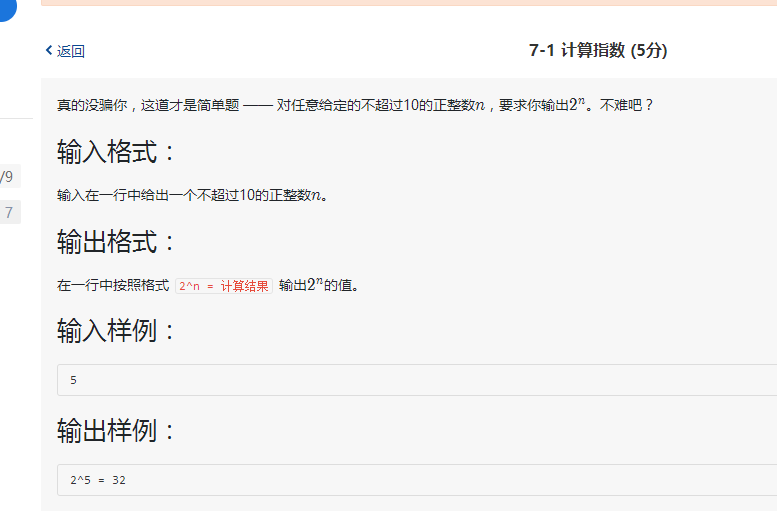 返回
7-1 计算指数 (5分)
真的没骗你，这道才是简单题 —— 对任意给定的不超过10的正整数n，要求你输出2ⁿ。不难吧？
/9
输入格式：
输入在一行中给出一个不超过10的正整数n。
7
输出格式：
在一行中按照格式 2^n = 计算结果 输出2ⁿ的值。
输入样例：
5
输出样例：
2^5 = 32